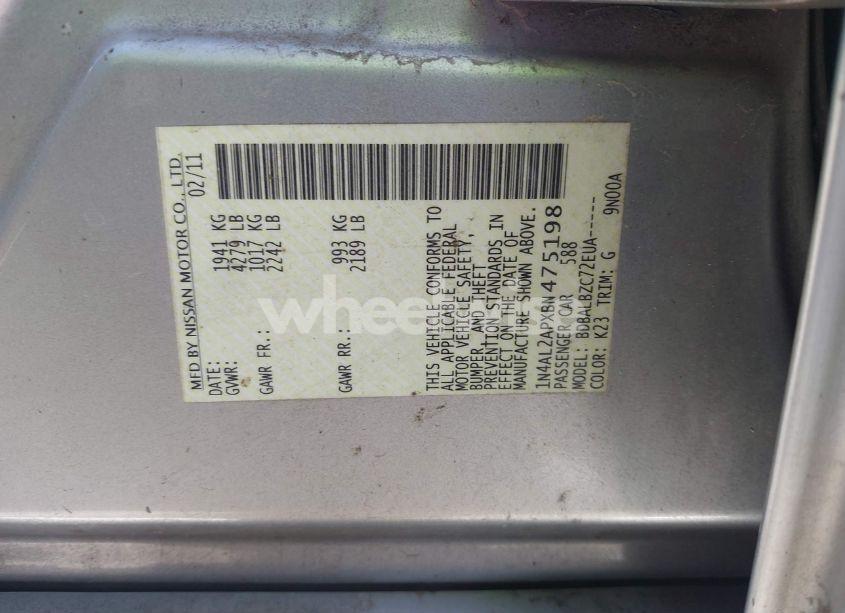 MFD BY NISSAN MOTOR CO., LTD.
DATE: 02/11
GVWR: 1941 KG
4279 LB
GAWR FR.: 1017 KG
2242 LB
GAWR RR.: 993 KG
2189 LB
THIS VEHICLE CONFORMS TO
ALL APPLICABLE FEDERAL
MOTOR VEHICLE SAFETY,
BUMPER, AND THEFT
PREVENTION STANDARDS IN
EFFECT ON THE DATE OF
MANUFACTURE SHOWN ABOVE.
1N4AL2APXBN475198
PASSENGER CAR 588
MODEL: BDBALBZC72EUA-----
COLOR: K23 TRIM: G 9N00A